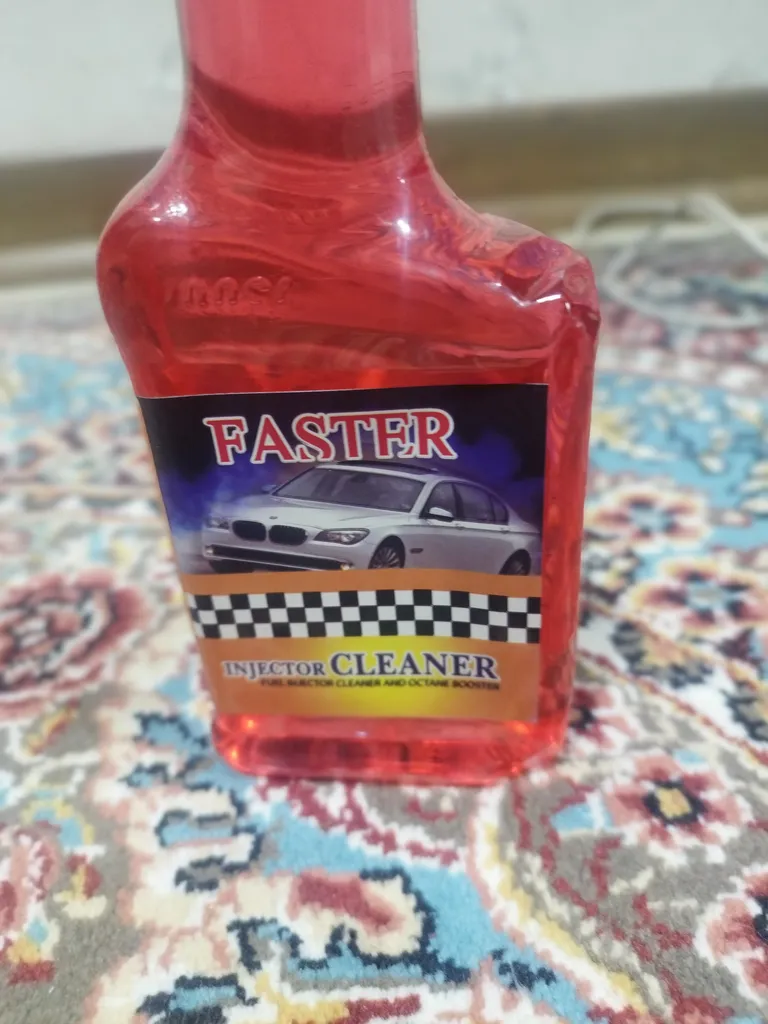 FASTER
INJECTOR CLEANER
FUEL INJECTOR CLEANER AND OCTANE BOOSTER